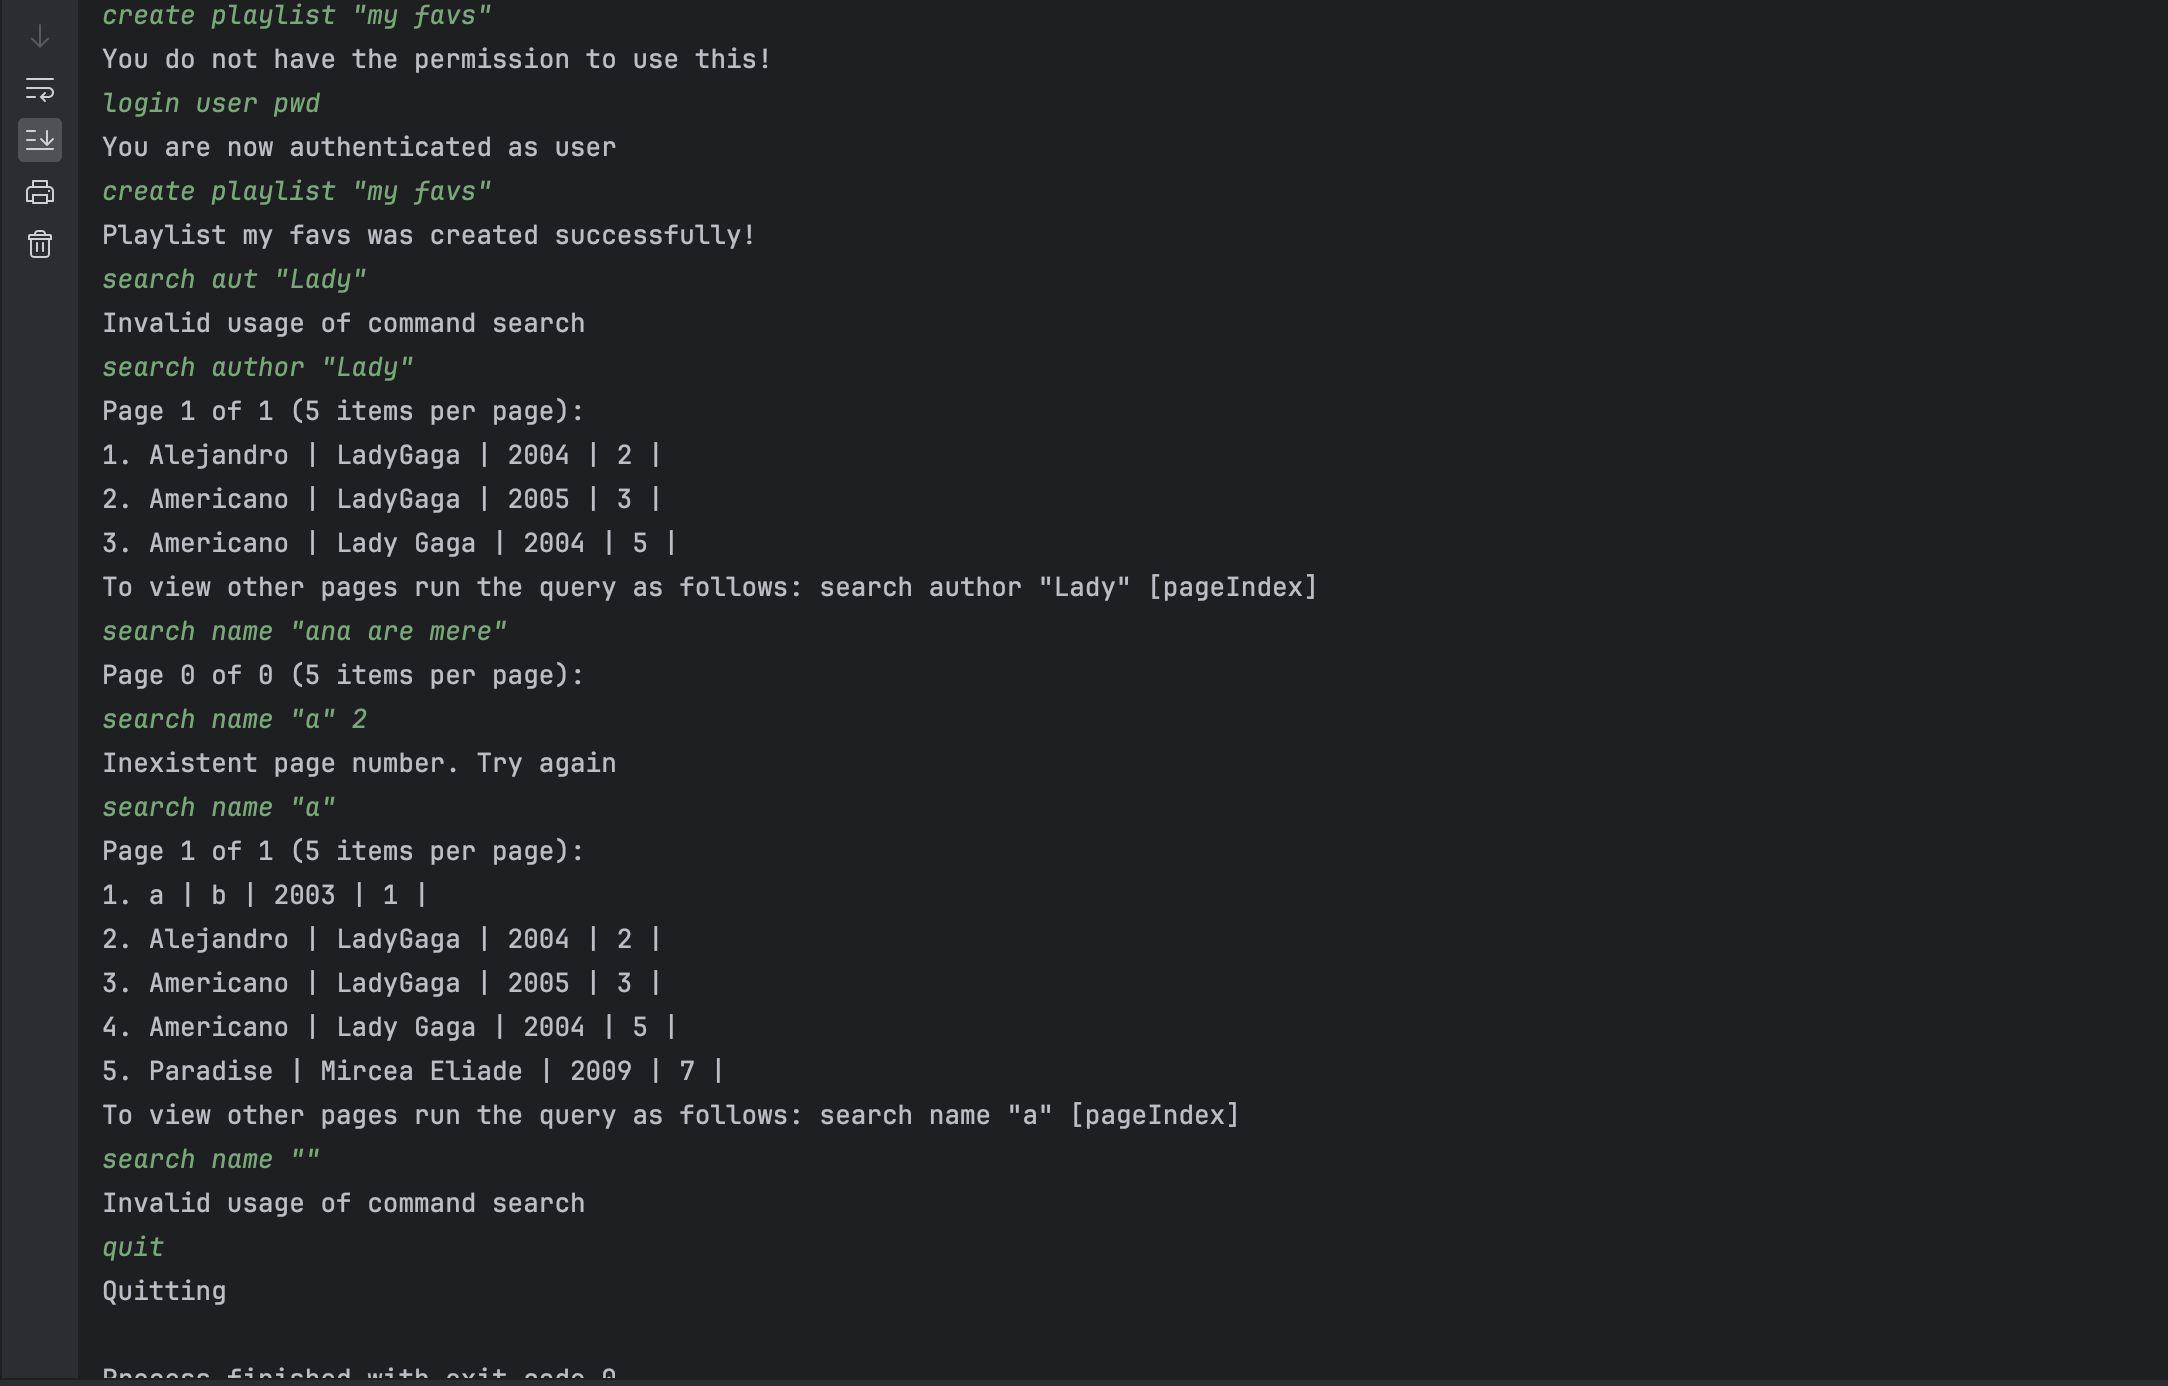 create playlist "my favs"
You do not have the permission to use this!
login user pwd
You are now authenticated as user
create playlist "my favs"
Playlist my favs was created successfully!
search aut "Lady"
Invalid usage of command search
search author "Lady"
Page 1 of 1 (5 items per page):
1. Alejandro | LadyGaga | 2004 | 2 |
2. Americano | LadyGaga | 2005 | 3 |
3. Americano | Lady Gaga | 2004 | 5 |
To view other pages run the query as follows: search author "Lady" [pageIndex]
search name "ana are mere"
Page 0 of 0 (5 items per page):
search name "a" 2
Inexistent page number. Try again
search name "a"
Page 1 of 1 (5 items per page):
1. a | b | 2003 | 1 |
2. Alejandro | LadyGaga | 2004 | 2 |
3. Americano | LadyGaga | 2005 | 3 |
4. Americano | Lady Gaga | 2004 | 5 |
5. Paradise | Mircea Eliade | 2009 | 7 |
To view other pages run the query as follows: search name "a" [pageIndex]
search name ""
Invalid usage of command search
quit
Quitting
Process finished with exit code 0